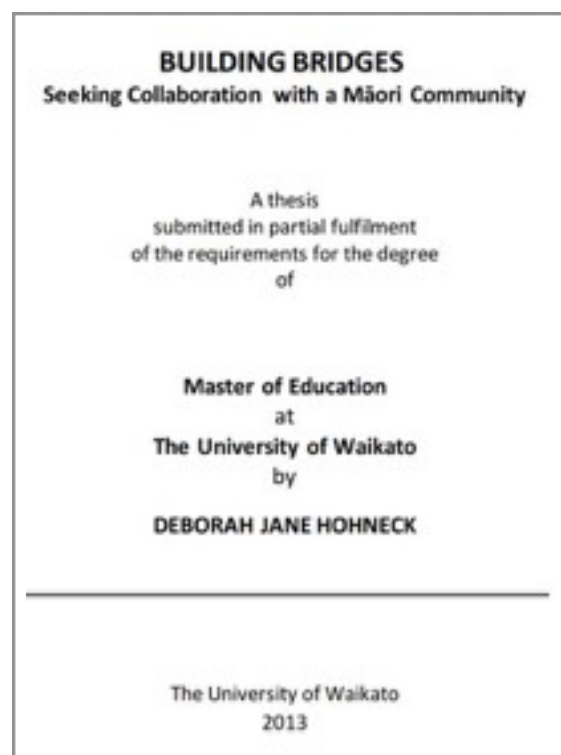 BUILDING BRIDGES
Seeking Collaboration with a Māori Community
A thesis
submitted in partial fulfilment
of the requirements for the degree
of
Master of Education
at
The University of Waikato
by
DEBORAH JANE HOHNECK
The University of Waikato
2013